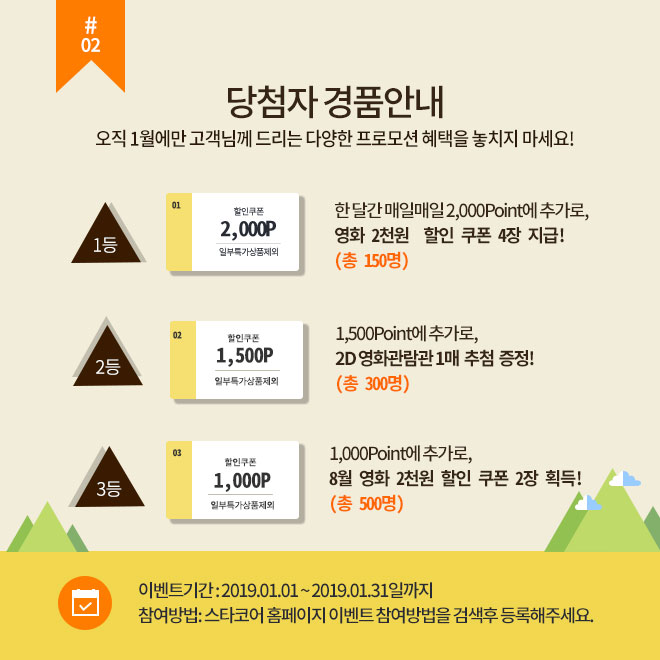 #
02
당첨자 경품안내
오직 1월에만 고객님께 드리는 다양한 프로모션 혜택을 놓치지 마세요!
1등
01
할인쿠폰
2,000P
일부특가상품제외
한 달간 매일매일 2,000Point에 추가로,
영화 2천원 할인 쿠폰 4장 지급!
(총 150명)
2등
02
할인쿠폰
1,500P
일부특가상품제외
1,500Point에 추가로,
2D 영화관람관 1매 추첨 증정!
(총 300명)
3등
03
할인쿠폰
1,000P
일부특가상품제외
1,000Point에 추가로,
8월 영화 2천원 할인 쿠폰 2장 획득!
(총 500명)
이벤트기간 : 2019.01.01 ~ 2019.01.31일까지
참여방법: 스타코어 홈페이지 이벤트 참여방법을 검색후 등록해주세요.